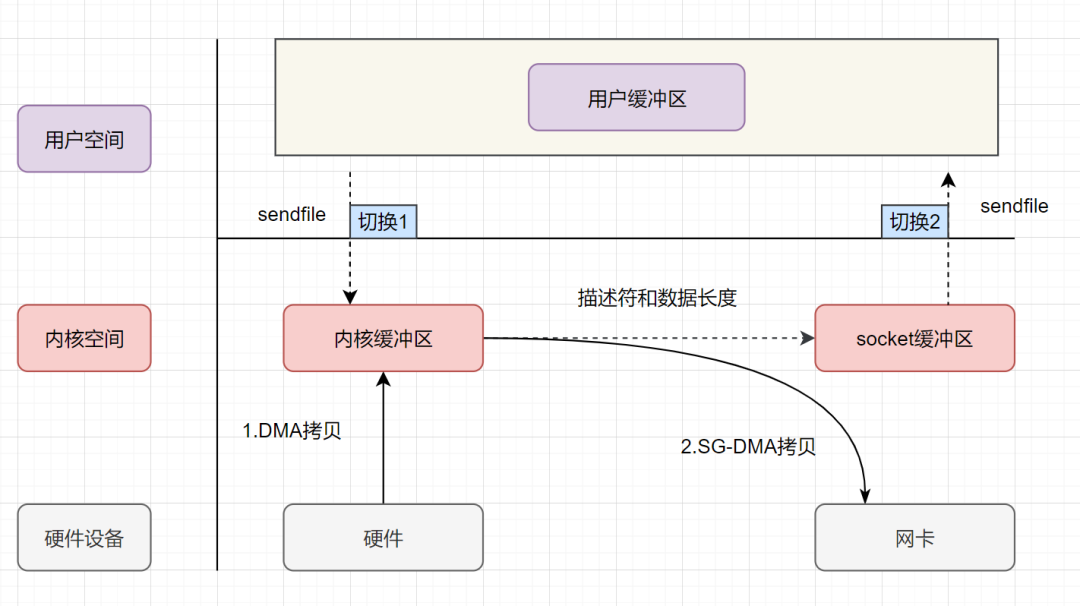 用户缓冲区
用户空间
sendfile
切换1
切换2
sendfile
描述符和数据长度
内核空间
内核缓冲区
socket缓冲区
1.DMA拷贝
2.SG-DMA拷贝
硬件设备
硬件
网卡